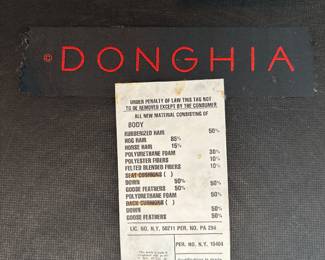 © DONGHIA
UNDER PENALTY OF LAW THIS TAG NOT
TO BE REMOVED EXCEPT BY THE CONSUMER
ALL NEW MATERIAL CONSISTING OF
BODY
RUBBERIZED HAIR 50%
HOG HAIR 85%
HORSE HAIR 15%
POLYURETHANE FOAM 30%
POLYESTER FIBERS 10%
FELTED BLENDED FIBERS 10%
SEAT CUSHIONS ( )
DOWN 50%
GOOSE FEATHERS 50%
POLYURETHANE FOAM
BACK CUSHIONS ( )
DOWN 50%
GOOSE FEATHERS 50%
LIC. NO. N.Y. 50211 PER. NO. PA 294
PER. NO. N.Y. 10404